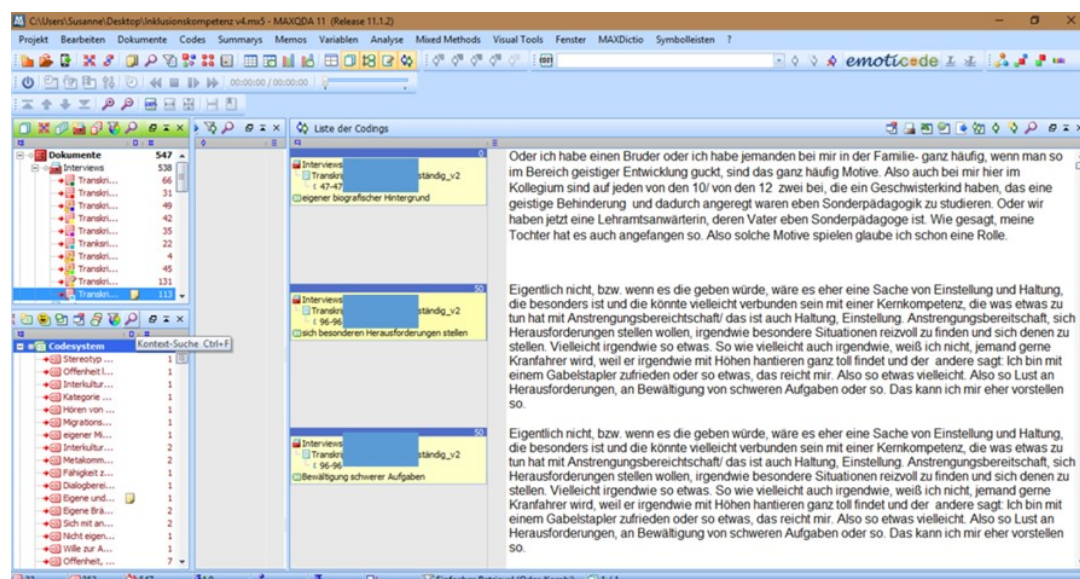 C:\Users\Susanne\Desktop\Inklusionskompetenz v4.mx5 - MAXQDA 11 (Release 11.1.2)
Projekt Bearbeiten Dokumente Codes Summarys Memos Variablen Analyse Mixed Methods Visual Tools Fenster MAXDictio Symbolleisten ?
emoticode
00:00:00 / 00:00:00
Liste der Codings
Dokumente 547
Interviews 538
Transkri... 66
Transkri... 31
Transkri... 49
Transkri... 42
Transkri... 35
Tranksri... 22
Transkri... 4
Transkri... 45
Transkri... 131
Transkri... 113
Kontext-Suche Ctrl+F
Codesystem
Stereotyp ... 1
Offenheit I... 1
Interkultur... 1
Kategorie ... 1
Hören von ... 1
Migrations... 1
eigener Mi... 1
Interkultur... 2
Metakomm... 2
Fähigkeit z... 1
Dialogberei... 1
Eigene und... 1
Eigene Brä... 2
Sich mit an... 2
Nicht eigen... 1
Wille zur A... 1
Offenheit, ... 7
0
Interviews
Transkri ständig_v2
47-47
eigener biografischer Hintergrund
Oder ich habe einen Bruder oder ich habe jemanden bei mir in der Familie- ganz häufig, wenn man so
im Bereich geistiger Entwicklung guckt, sind das ganz häufig Motive. Also auch bei mir hier im
Kollegium sind auf jeden von den 10/ von den 12 zwei bei, die ein Geschwisterkind haben, das eine
geistige Behinderung und dadurch angeregt waren eben Sonderpädagogik zu studieren. Oder wir
haben jetzt eine Lehramtsanwärterin, deren Vater eben Sonderpädagoge ist. Wie gesagt, meine
Tochter hat es auch angefangen so. Also solche Motive spielen glaube ich schon eine Rolle.
50
Interviews
Transkri ständig_v2
96-96
sich besonderen Herausforderungen stellen
Eigentlich nicht, bzw. wenn es die geben würde, wäre es eher eine Sache von Einstellung und Haltung,
die besonders ist und die könnte vielleicht verbunden sein mit einer Kernkompetenz, die was etwas zu
tun hat mit Anstrengungsbereichtschaft/ das ist auch Haltung, Einstellung. Anstrengungsbereitschaft, sich
Herausforderungen stellen wollen, irgendwie besondere Situationen reizvoll zu finden und sich denen zu
stellen. Vielleicht irgendwie so etwas. So wie vielleicht auch irgendwie, weiß ich nicht, jemand gerne
Kranfahrer wird, weil er irgendwie mit Höhen hantieren ganz toll findet und der andere sagt: Ich bin mit
einem Gabelstapler zufrieden oder so etwas, das reicht mir. Also so etwas vielleicht. Also so Lust an
Herausforderungen, an Bewältigung von schweren Aufgaben oder so. Das kann ich mir eher vorstellen
so.
50
Interviews
Transkri ständig_v2
96-96
Bewältigung schwerer Aufgaben
Eigentlich nicht, bzw. wenn es die geben würde, wäre es eher eine Sache von Einstellung und Haltung,
die besonders ist und die könnte vielleicht verbunden sein mit einer Kernkompetenz, die was etwas zu
tun hat mit Anstrengungsbereichtschaft/ das ist auch Haltung, Einstellung. Anstrengungsbereitschaft, sich
Herausforderungen stellen wollen, irgendwie besondere Situationen reizvoll zu finden und sich denen zu
stellen. Vielleicht irgendwie so etwas. So wie vielleicht auch irgendwie, weiß ich nicht, jemand gerne
Kranfahrer wird, weil er irgendwie mit Höhen hantieren ganz toll findet und der andere sagt: Ich bin mit
einem Gabelstapler zufrieden oder so etwas, das reicht mir. Also so etwas vielleicht. Also so Lust an
Herausforderungen, an Bewältigung von schweren Aufgaben oder so. Das kann ich mir eher vorstellen
so.